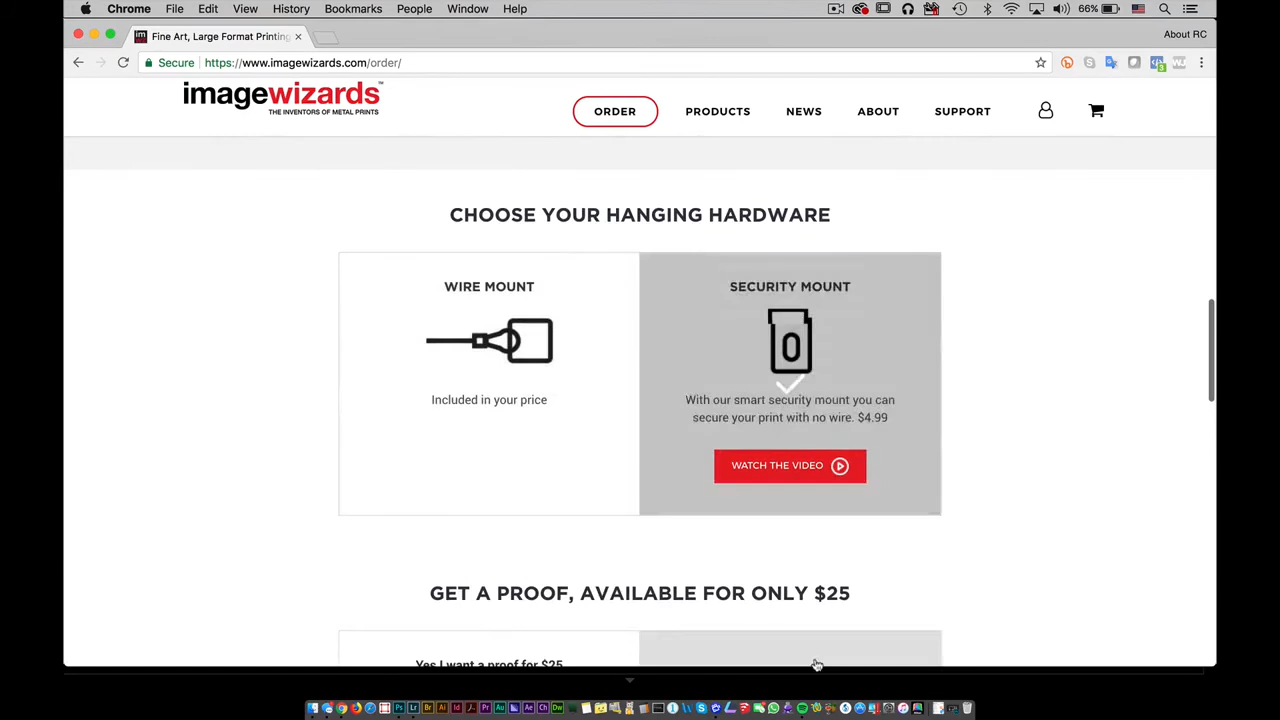 Chrome File Edit View History Bookmarks People Window Help 66%
Fine Art, Large Format Printing
About RC
Secure https://www.imagewizards.com/order/
imagewizards™
THE INVENTORS OF METAL PRINTS
ORDER PRODUCTS NEWS ABOUT SUPPORT
CHOOSE YOUR HANGING HARDWARE
WIRE MOUNT
Included in your price
SECURITY MOUNT
With our smart security mount you can
secure your print with no wire. $4.99
WATCH THE VIDEO
GET A PROOF, AVAILABLE FOR ONLY $25
Yes I want a proof for $25